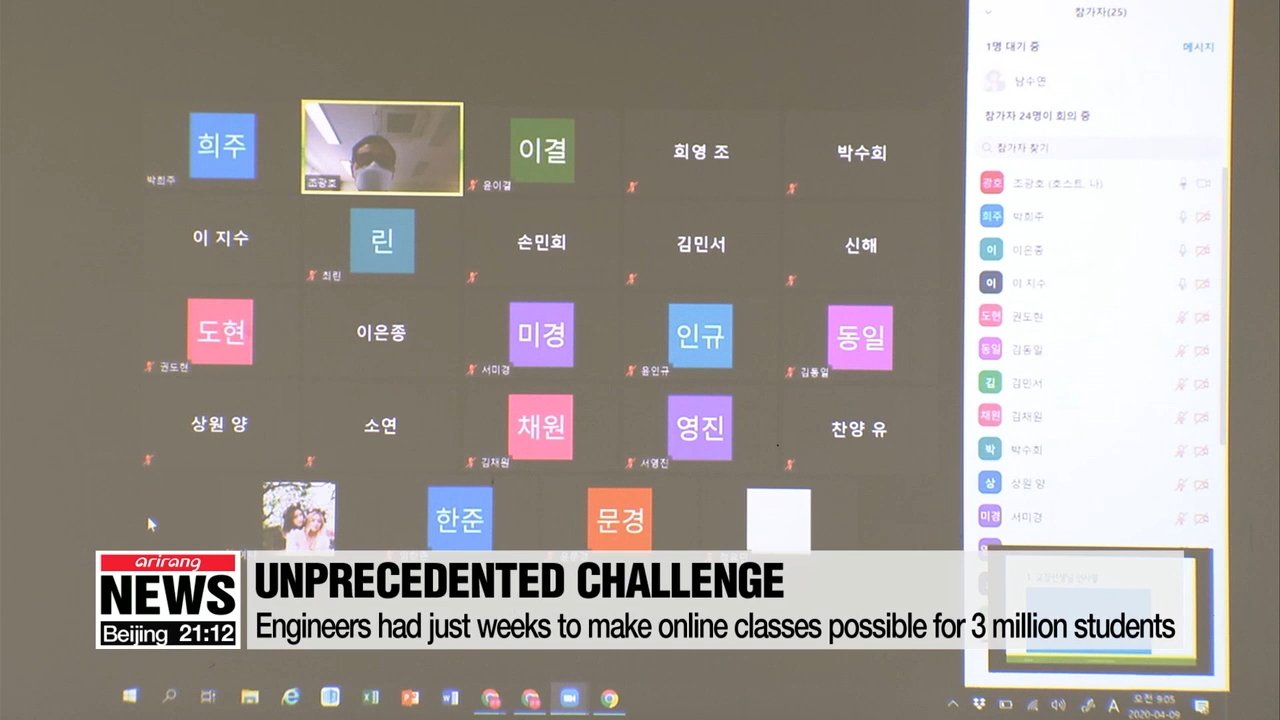 참가자(25)
1명 대기 중
메시지
남수연
참가자 24명이 회의 중
참가자 찾기
희주
박희주
조광호
이결
윤이결
희영 조
박수희
이 지수
린
최린
손민희
김민서
신해
도현
권도현
이은종
미경
서미경
인규
윤인규
동일
김동일
상원 양
소연
채원
김채원
영진
서영진
찬양 유
한준
문경
광호 조광호 (호스트, 나)
희주 박희주
이 이은종
이 이 지수
도현 권도현
동일 김동일
김 김민서
채원 김채원
박 박수희
상 상원 양
미경 서미경
arirang
NEWS
Beijing 21:12
UNPRECEDENTED CHALLENGE
Engineers had just weeks to make online classes possible for 3 million students
A
오전 9:05
2020-04-09